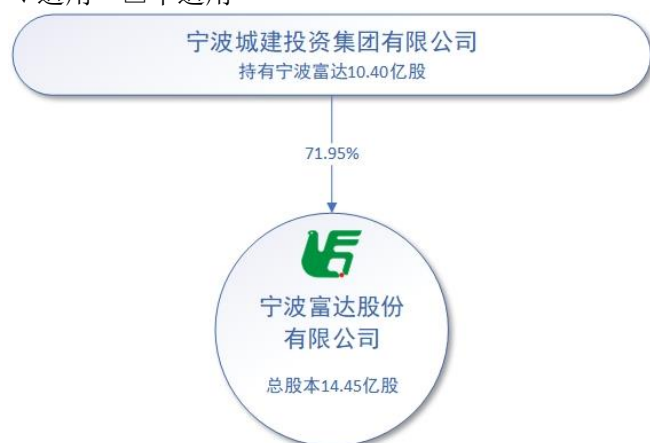 宁波城建投资集团有限公司
持有宁波富达10.40亿股
71.95%
宁波富达股份
有限公司
总股本14.45亿股